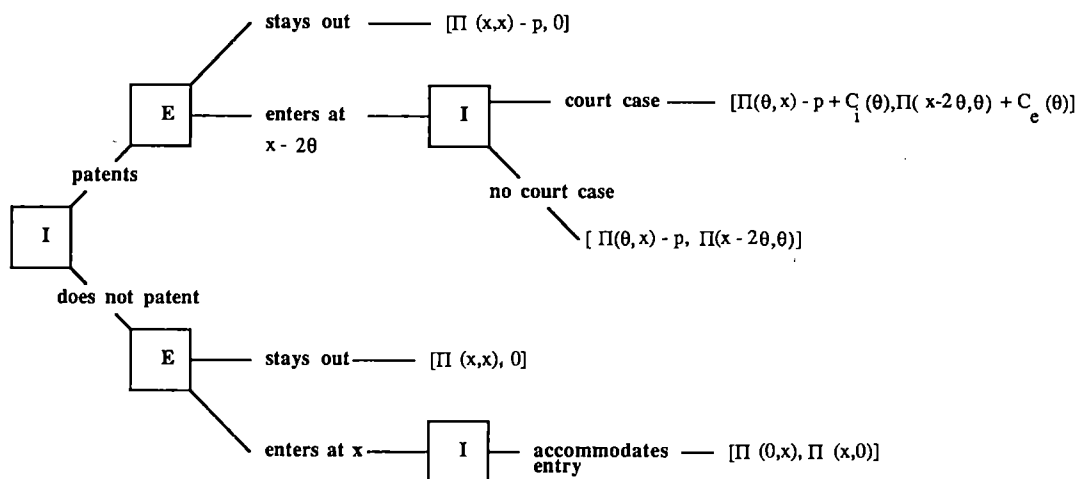 stays out [Π (x,x) - p, 0]
E enters at x - 2θ I court case [Π(θ,x) - p + C_i (θ),Π( x-2θ,θ) + C_e (θ)]
patents
no court case
I [ Π(θ,x) - p, Π(x - 2θ,θ)]
does not patent
E stays out [Π (x,x), 0]
enters at x I accommodates entry [Π (0,x), Π (x,0)]